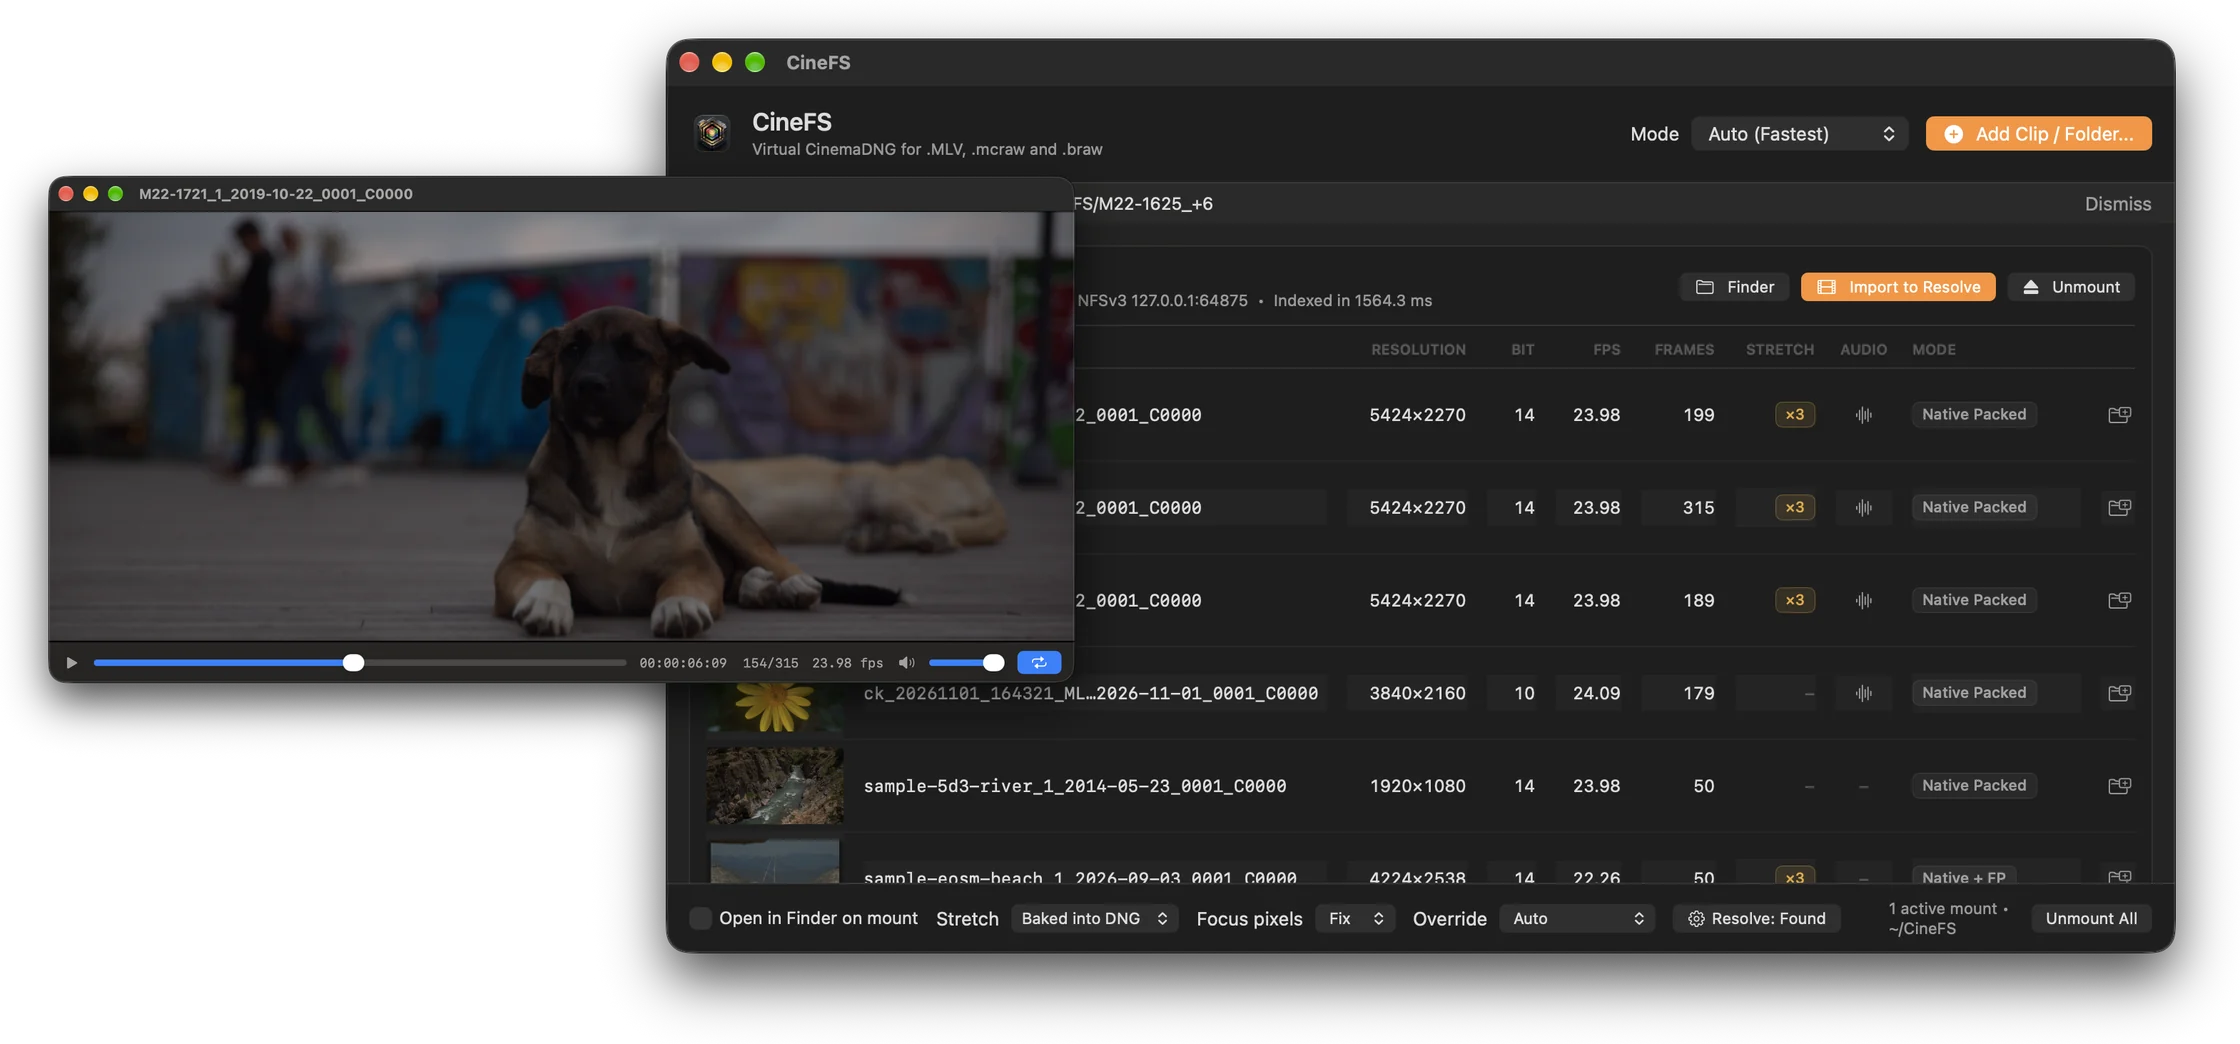 CineFS
CineFS
Virtual CinemaDNG for .MLV, .mcraw and .braw
Mode Auto (Fastest) Add Clip / Folder...
M22-1721_1_2019-10-22_0001_C0000
FS/M22-1625_+6 Dismiss
NFSv3 127.0.0.1:64875 • Indexed in 1564.3 ms
Finder Import to Resolve Unmount
RESOLUTION BIT FPS FRAMES STRETCH AUDIO MODE
2_0001_C0000 5424×2270 14 23.98 199 ×3 Native Packed
2_0001_C0000 5424×2270 14 23.98 315 ×3 Native Packed
2_0001_C0000 5424×2270 14 23.98 189 ×3 Native Packed
00:00:06:09 154/315 23.98 fps
ck_20261101_164321_ML…2026-11-01_0001_C0000 3840×2160 10 24.09 179 – Native Packed
sample-5d3-river_1_2014-05-23_0001_C0000 1920×1080 14 23.98 50 – – Native Packed
sample-eosm-beach_1_2026-09-03_0001_C0000 4224×2538 14 22.26 50 ×3 – Native + FP
Open in Finder on mount Stretch Baked into DNG Focus pixels Fix Override Auto Resolve: Found
1 active mount •
~/CineFS
Unmount All